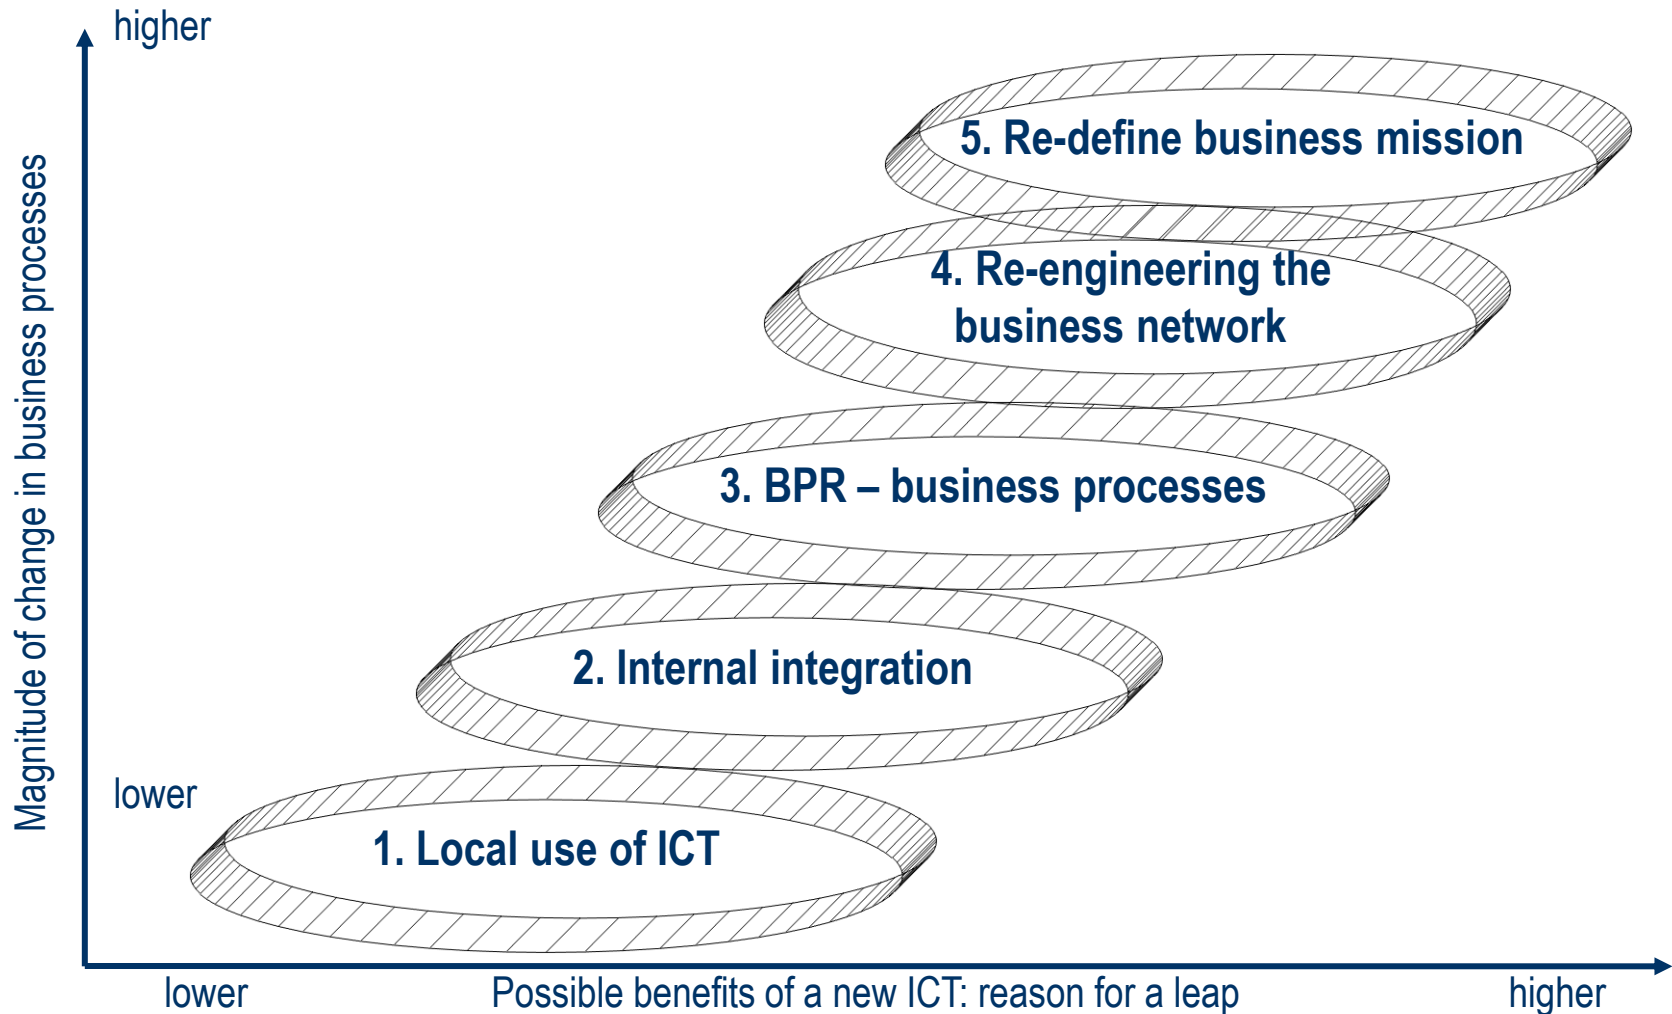 higher
Magnitude of change in business processes
5. Re-define business mission
4. Re-engineering the
business network
3. BPR – business processes
2. Internal integration
lower
1. Local use of ICT
lower
Possible benefits of a new ICT: reason for a leap
higher